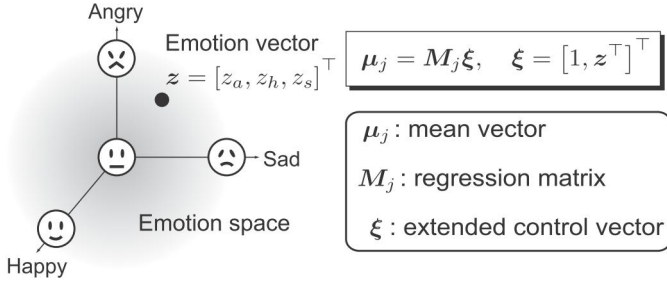 Angry
Emotion vector
z = [z_a, z_h, z_s]^⊤
Sad
Emotion space
Happy
μ_j = M_j ξ, ξ = [1, z^⊤]^⊤
μ_j : mean vector
M_j : regression matrix
ξ : extended control vector